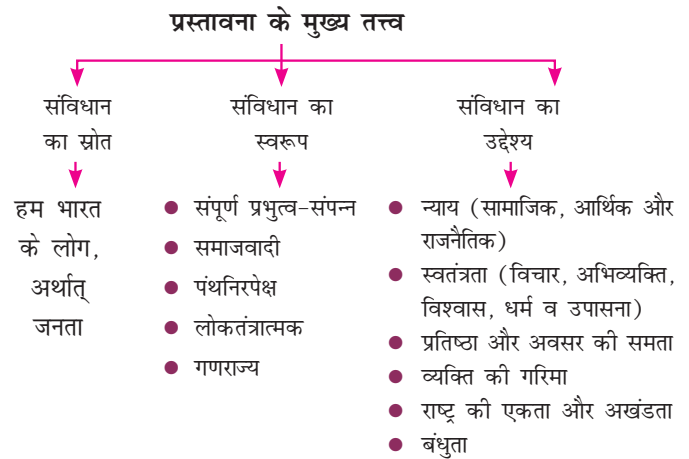 प्रस्तावना के मुख्य तत्त्व
संविधान
का स्रोत
हम भारत
के लोग,
अर्थात्
जनता
संविधान का
स्वरूप
संपूर्ण प्रभुत्व-संपन्न
समाजवादी
पंथनिरपेक्ष
लोकतंत्रात्मक
गणराज्य
संविधान का
उद्देश्य
न्याय (सामाजिक, आर्थिक और
राजनैतिक)
स्वतंत्रता (विचार, अभिव्यक्ति,
विश्वास, धर्म व उपासना)
प्रतिष्ठा और अवसर की समता
व्यक्ति की गरिमा
राष्ट्र की एकता और अखंडता
बंधुता